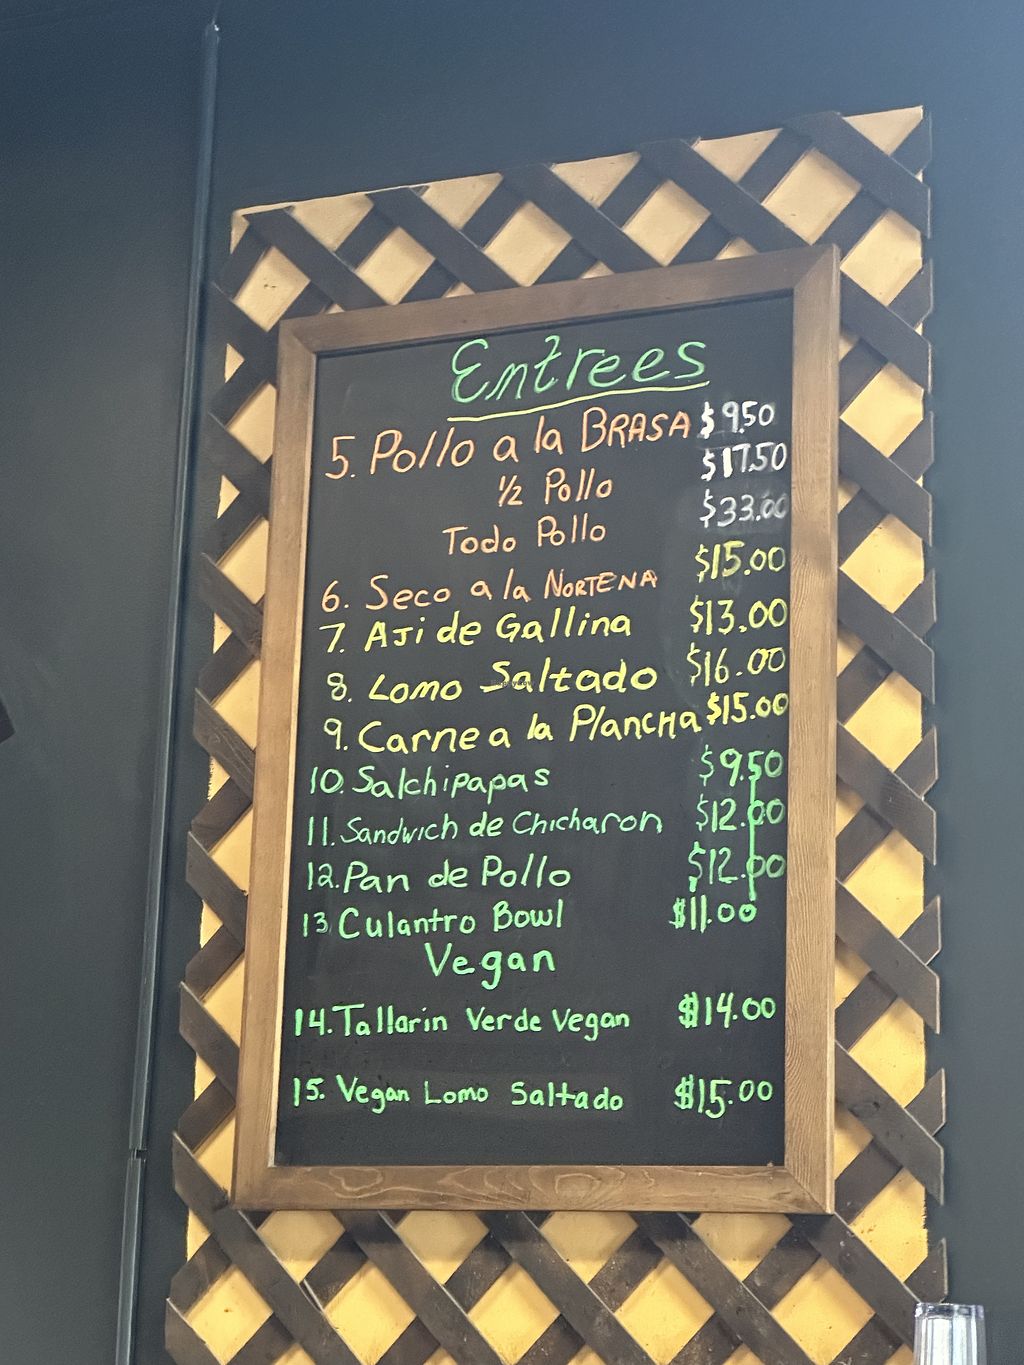 Entrees
5. Pollo a la BRASA $9.50
1/2 Pollo $17.50
Todo Pollo $33.00
6. Seco a la NORTENA $15.00
7. AJi de Gallina $13.00
8. Lomo Saltado $16.00
9. Carne a la Plancha $15.00
10. Salchipapas $9.50
11. Sandwich de Chicharon $12.00
12. Pan de Pollo $12.00
13 Culantro Bowl $11.00
Vegan
14. Tallarin Verde Vegan $14.00
15. Vegan Lomo Saltado $15.00